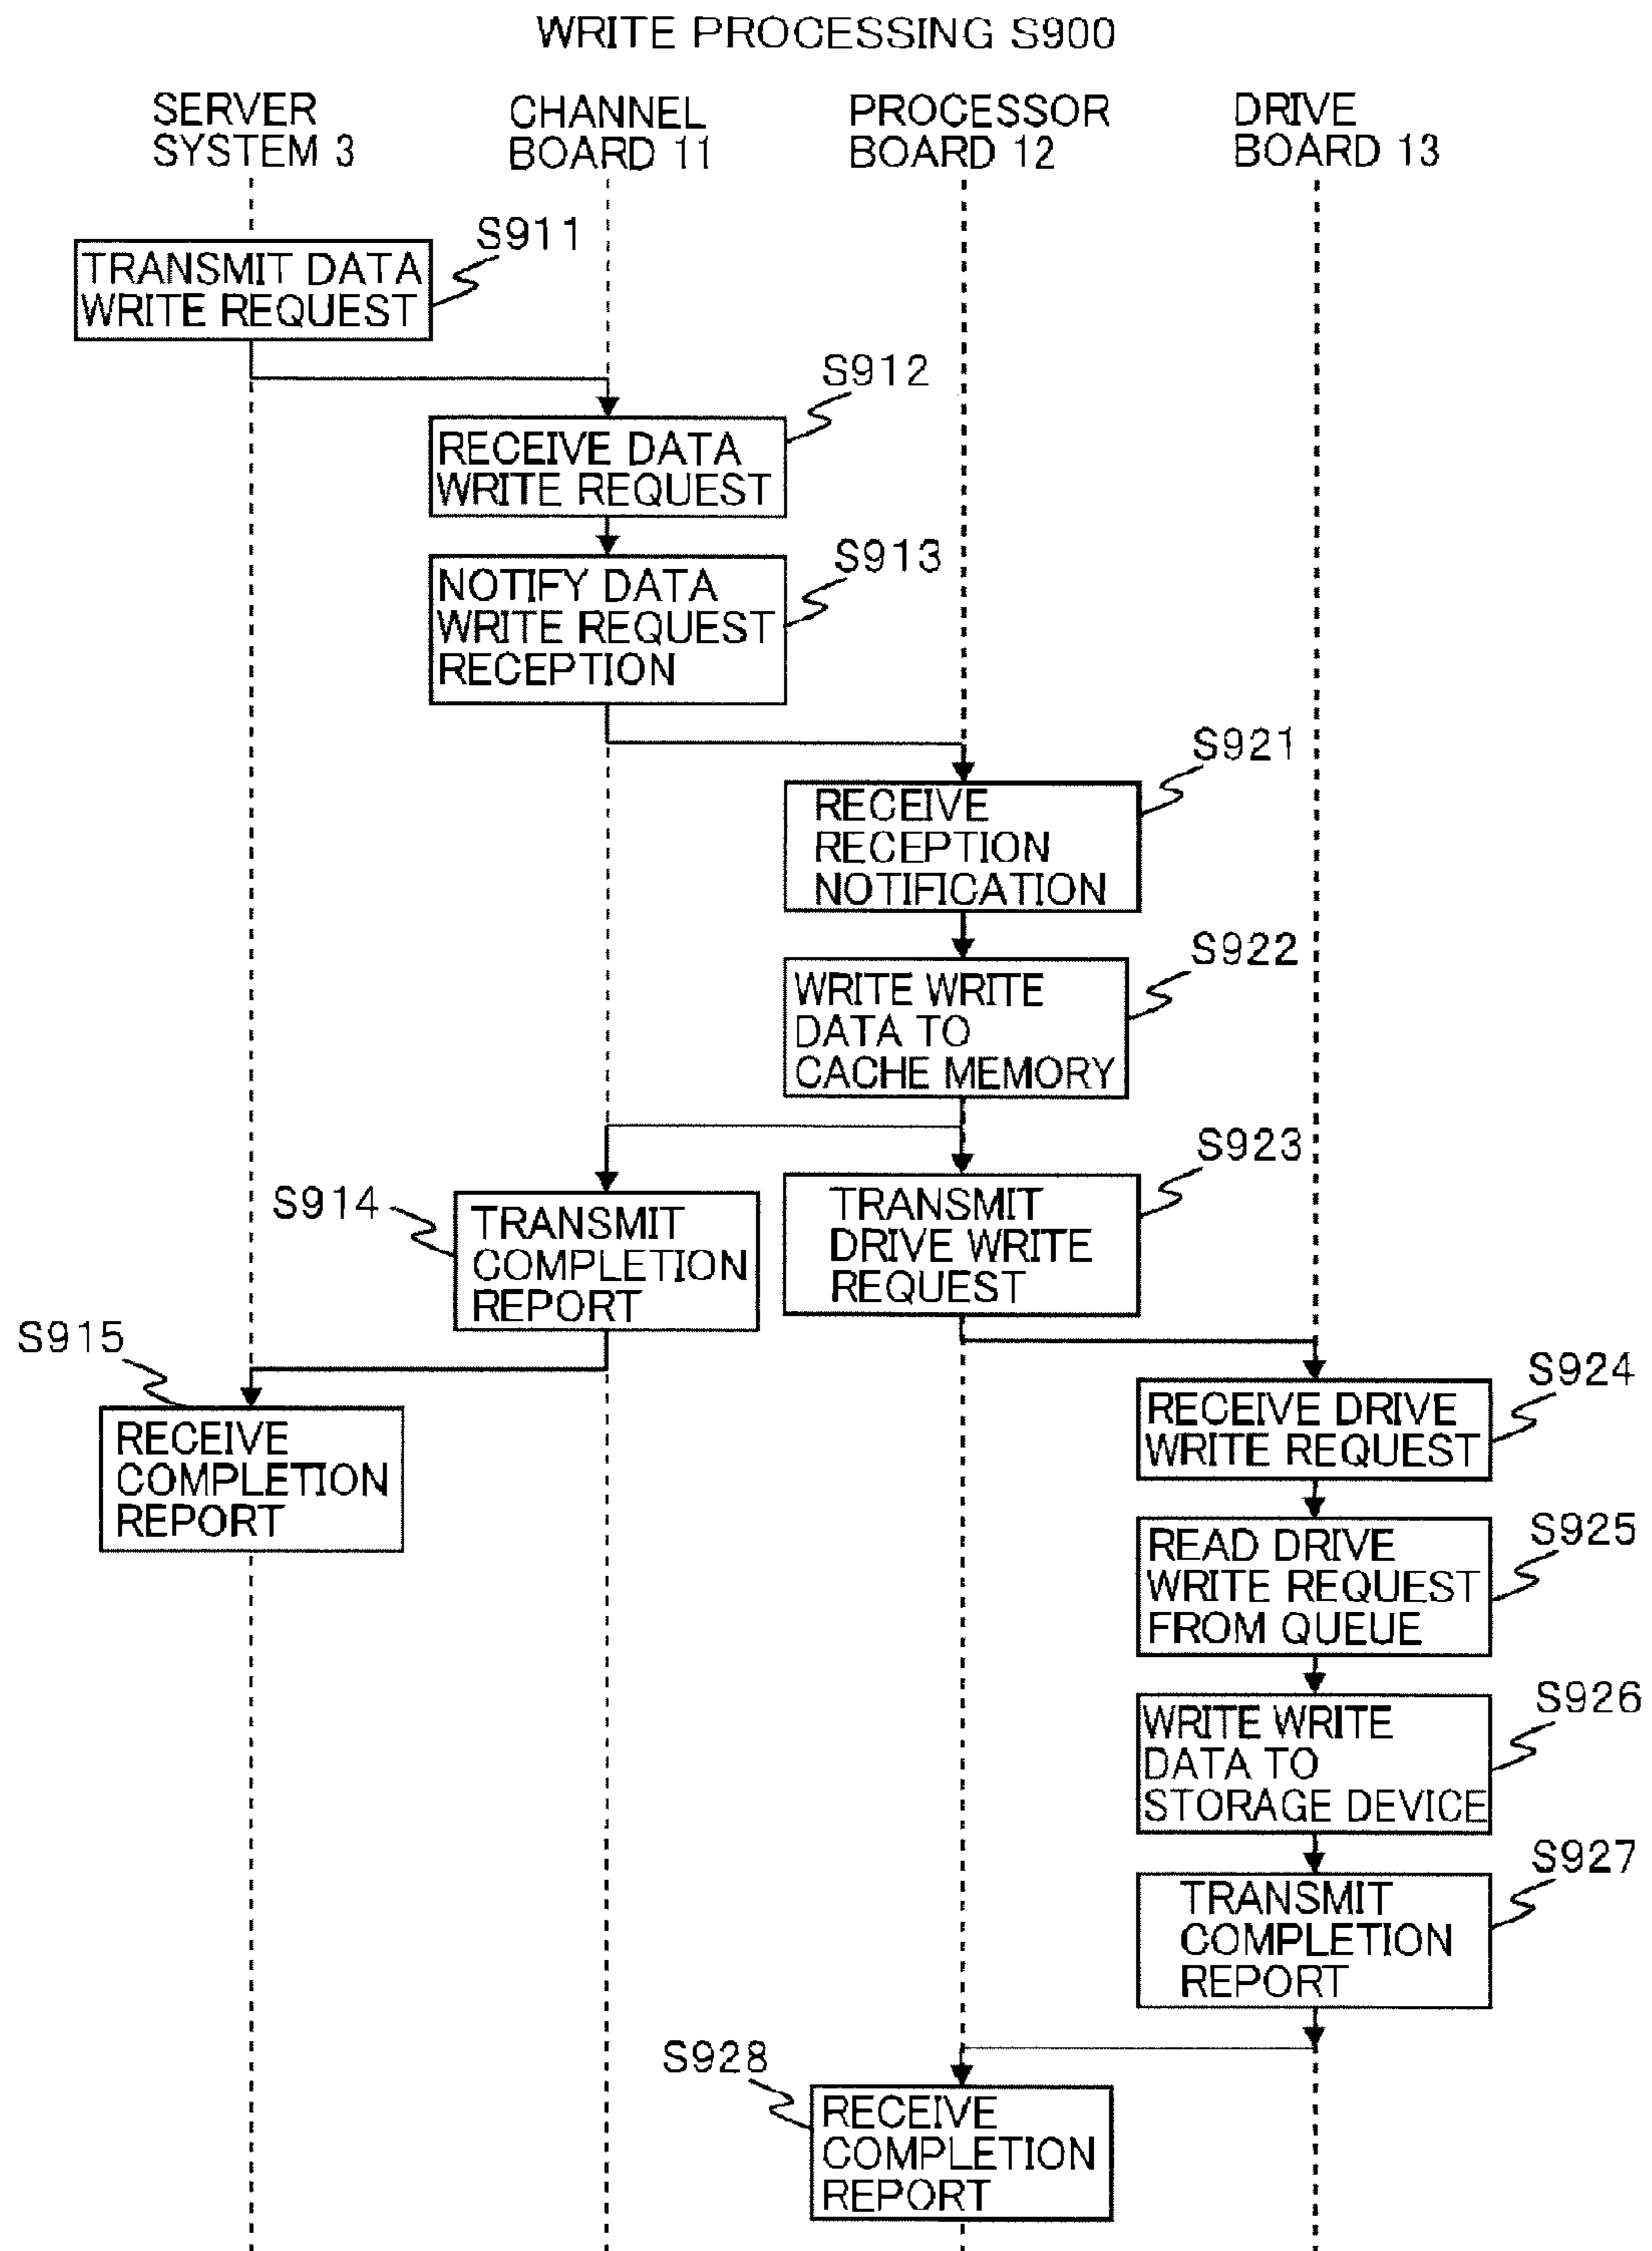 WRITE PROCESSING S900
SERVER
SYSTEM 3
CHANNEL
BOARD 11
PROCESSOR
BOARD 12
DRIVE
BOARD 13
S911
TRANSMIT DATA
WRITE REQUEST
S912
RECEIVE DATA
WRITE REQUEST
S913
NOTIFY DATA
WRITE REQUEST
RECEPTION
S921
RECEIVE
RECEPTION
NOTIFICATION
S922
WRITE WRITE
DATA TO
CACHE MEMORY
S923
TRANSMIT
DRIVE WRITE
REQUEST
S914
TRANSMIT
COMPLETION
REPORT
S915
RECEIVE
COMPLETION
REPORT
S924
RECEIVE DRIVE
WRITE REQUEST
S925
READ DRIVE
WRITE REQUEST
FROM QUEUE
S926
WRITE WRITE
DATA TO
STORAGE DEVICE
S927
TRANSMIT
COMPLETION
REPORT
S928
RECEIVE
COMPLETION
REPORT